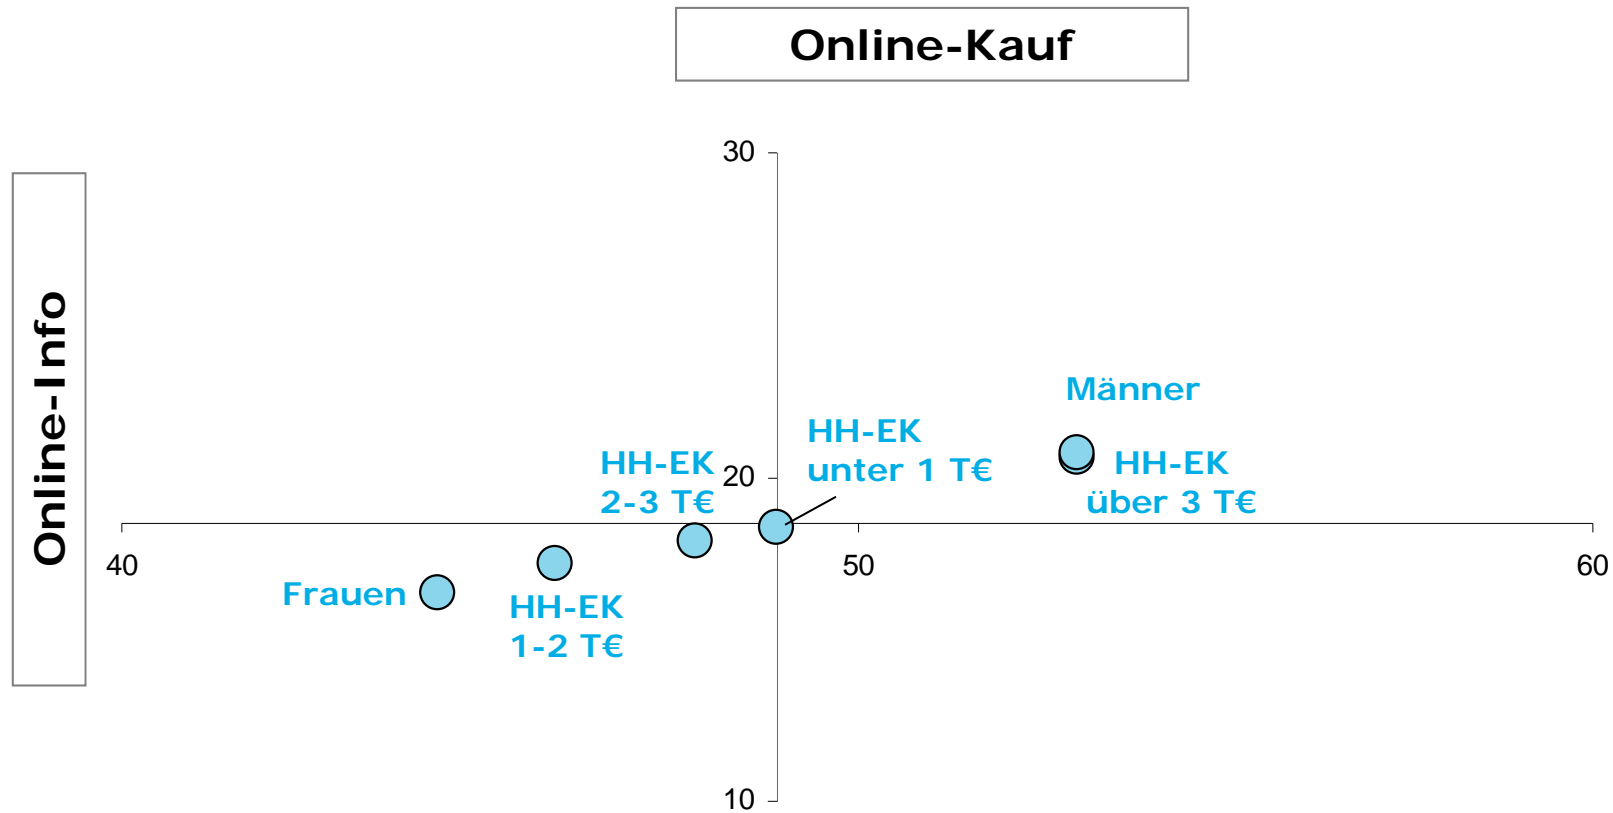 Online-Kauf
Online-Info
30
Männer
HH-EK
unter 1 T€
HH-EK
2-3 T€
20
HH-EK
über 3 T€
40
50
60
Frauen
HH-EK
1-2 T€
10